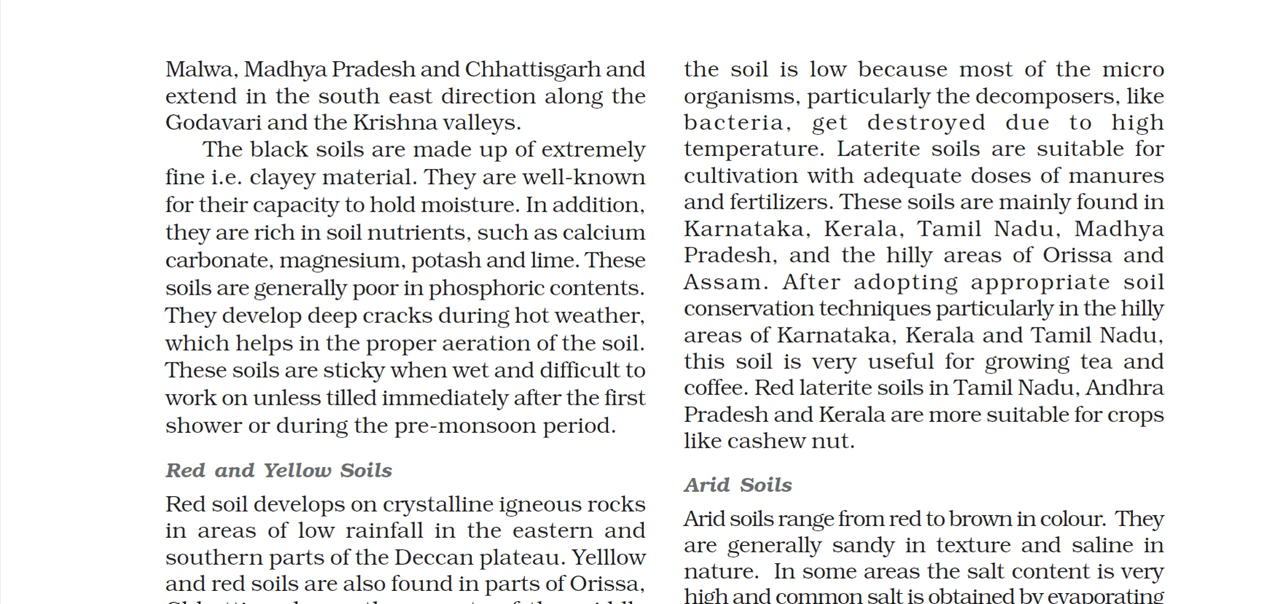 Malwa, Madhya Pradesh and Chhattisgarh and
extend in the south east direction along the
Godavari and the Krishna valleys.
The black soils are made up of extremely
fine i.e. clayey material. They are well-known
for their capacity to hold moisture. In addition,
they are rich in soil nutrients, such as calcium
carbonate, magnesium, potash and lime. These
soils are generally poor in phosphoric contents.
They develop deep cracks during hot weather,
which helps in the proper aeration of the soil.
These soils are sticky when wet and difficult to
work on unless tilled immediately after the first
shower or during the pre-monsoon period.
Red and Yellow Soils
Red soil develops on crystalline igneous rocks
in areas of low rainfall in the eastern and
southern parts of the Deccan plateau. Yelllow
and red soils are also found in parts of Orissa,
the soil is low because most of the micro
organisms, particularly the decomposers, like
bacteria, get destroyed due to high
temperature. Laterite soils are suitable for
cultivation with adequate doses of manures
and fertilizers. These soils are mainly found in
Karnataka, Kerala, Tamil Nadu, Madhya
Pradesh, and the hilly areas of Orissa and
Assam. After adopting appropriate soil
conservation techniques particularly in the hilly
areas of Karnataka, Kerala and Tamil Nadu,
this soil is very useful for growing tea and
coffee. Red laterite soils in Tamil Nadu, Andhra
Pradesh and Kerala are more suitable for crops
like cashew nut.
Arid Soils
Arid soils range from red to brown in colour. They
are generally sandy in texture and saline in
nature. In some areas the salt content is very
high and common salt is obtained by evaporating